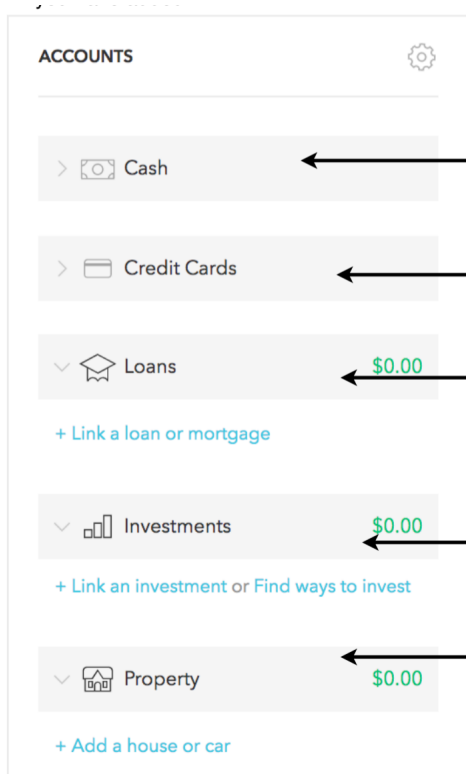 ACCOUNTS
Cash
Credit Cards
Loans $0.00
+ Link a loan or mortgage
Investments $0.00
+ Link an investment or Find ways to invest
Property $0.00
+ Add a house or car